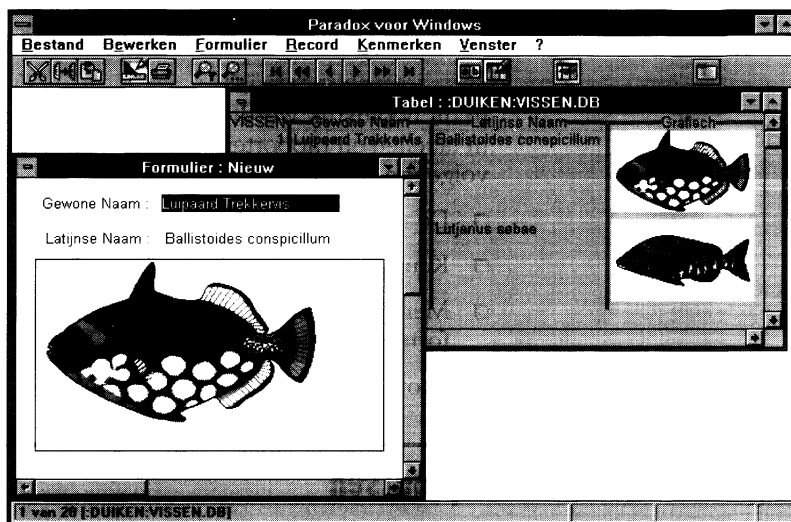 Paradox voor Windows
Bestand Bewerken Formulier Record Kenmerken Venster ?
Tabel : :DUIKEN:VISSEN.DB
VISSEN Gewone Naam Latijnse Naam Grafisch
1 Luipaard Trekkervis Ballistoides conspicillum
Lutjanus sebae
Formulier : Nieuw
Gewone Naam : Luipaard Trekkervis
Latijnse Naam : Ballistoides conspicillum
1 van 20 [:DUIKEN:VISSEN.DB]